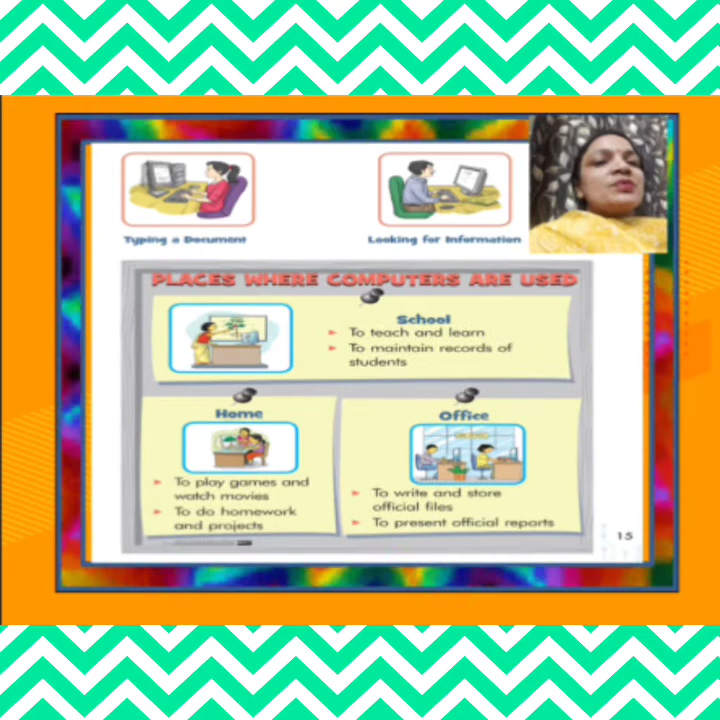 Typing a Document
Looking for Information
PLACES WHERE COMPUTERS ARE USED
School
To teach and learn
To maintain records of
students
Home
To play games and
watch movies
To do homework
and projects
Office
To write and store
official files
To present official reports
15